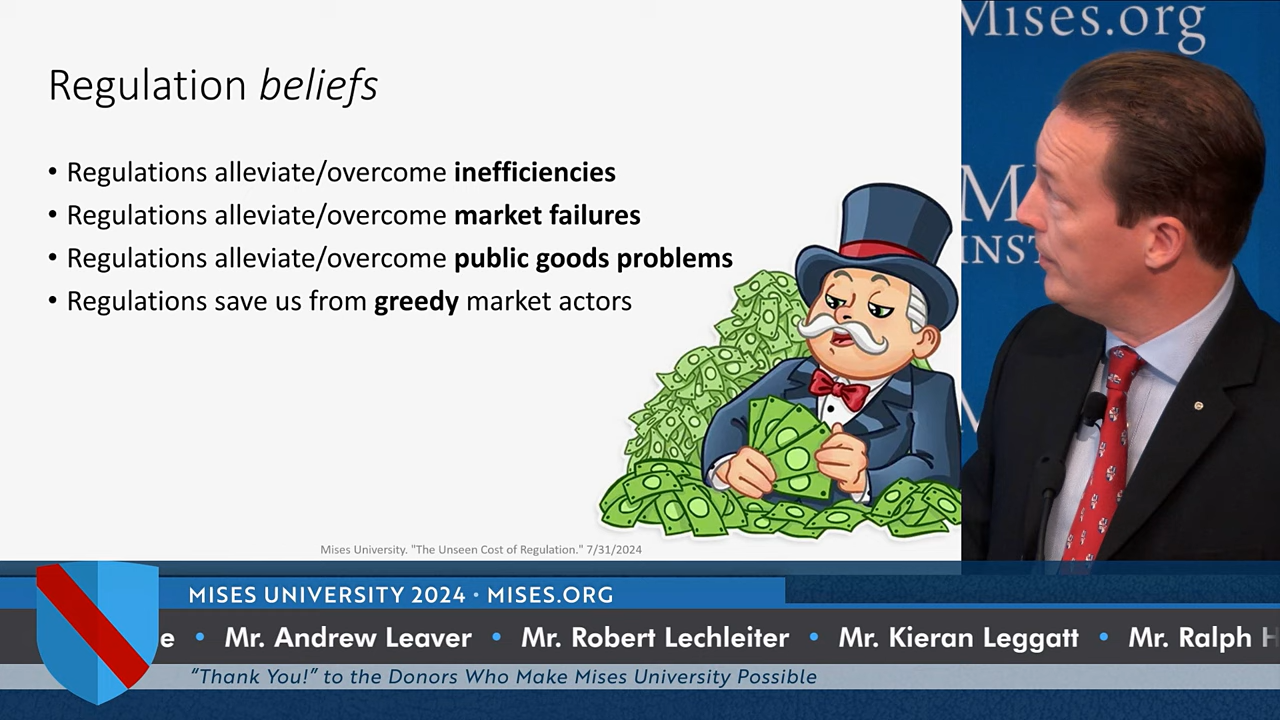 Regulation beliefs
• Regulations alleviate/overcome inefficiencies
• Regulations alleviate/overcome market failures
• Regulations alleviate/overcome public goods problems
• Regulations save us from greedy market actors
Mises University. "The Unseen Cost of Regulation." 7/31/2024
Mises.org
M
INST
MISES UNIVERSITY 2024 • MISES.ORG
e • Mr. Andrew Leaver • Mr. Robert Lechleiter • Mr. Kieran Leggatt • Mr. Ralph H
“Thank You!” to the Donors Who Make Mises University Possible